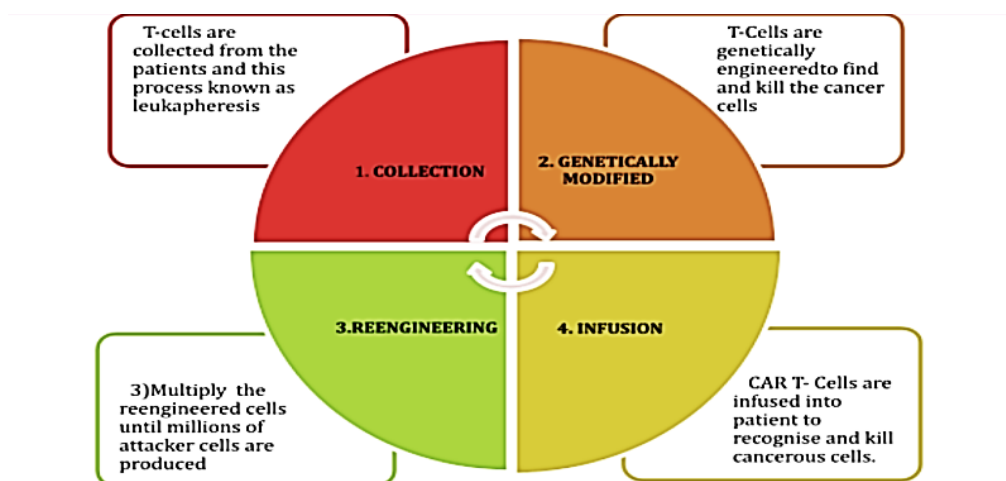 T-cells are
collected from the
patients and this
process known as
leukapheresis
T-Cells are
genetically
engineeredto find
and kill the cancer
cells
1. COLLECTION
2. GENETICALLY
MODIFIED
3.REENGINEERING
4. INFUSION
3)Multiply the
reengineered cells
until millions of
attacker cells are
produced
CAR T- Cells are
infused into
patient to
recognise and kill
cancerous cells.